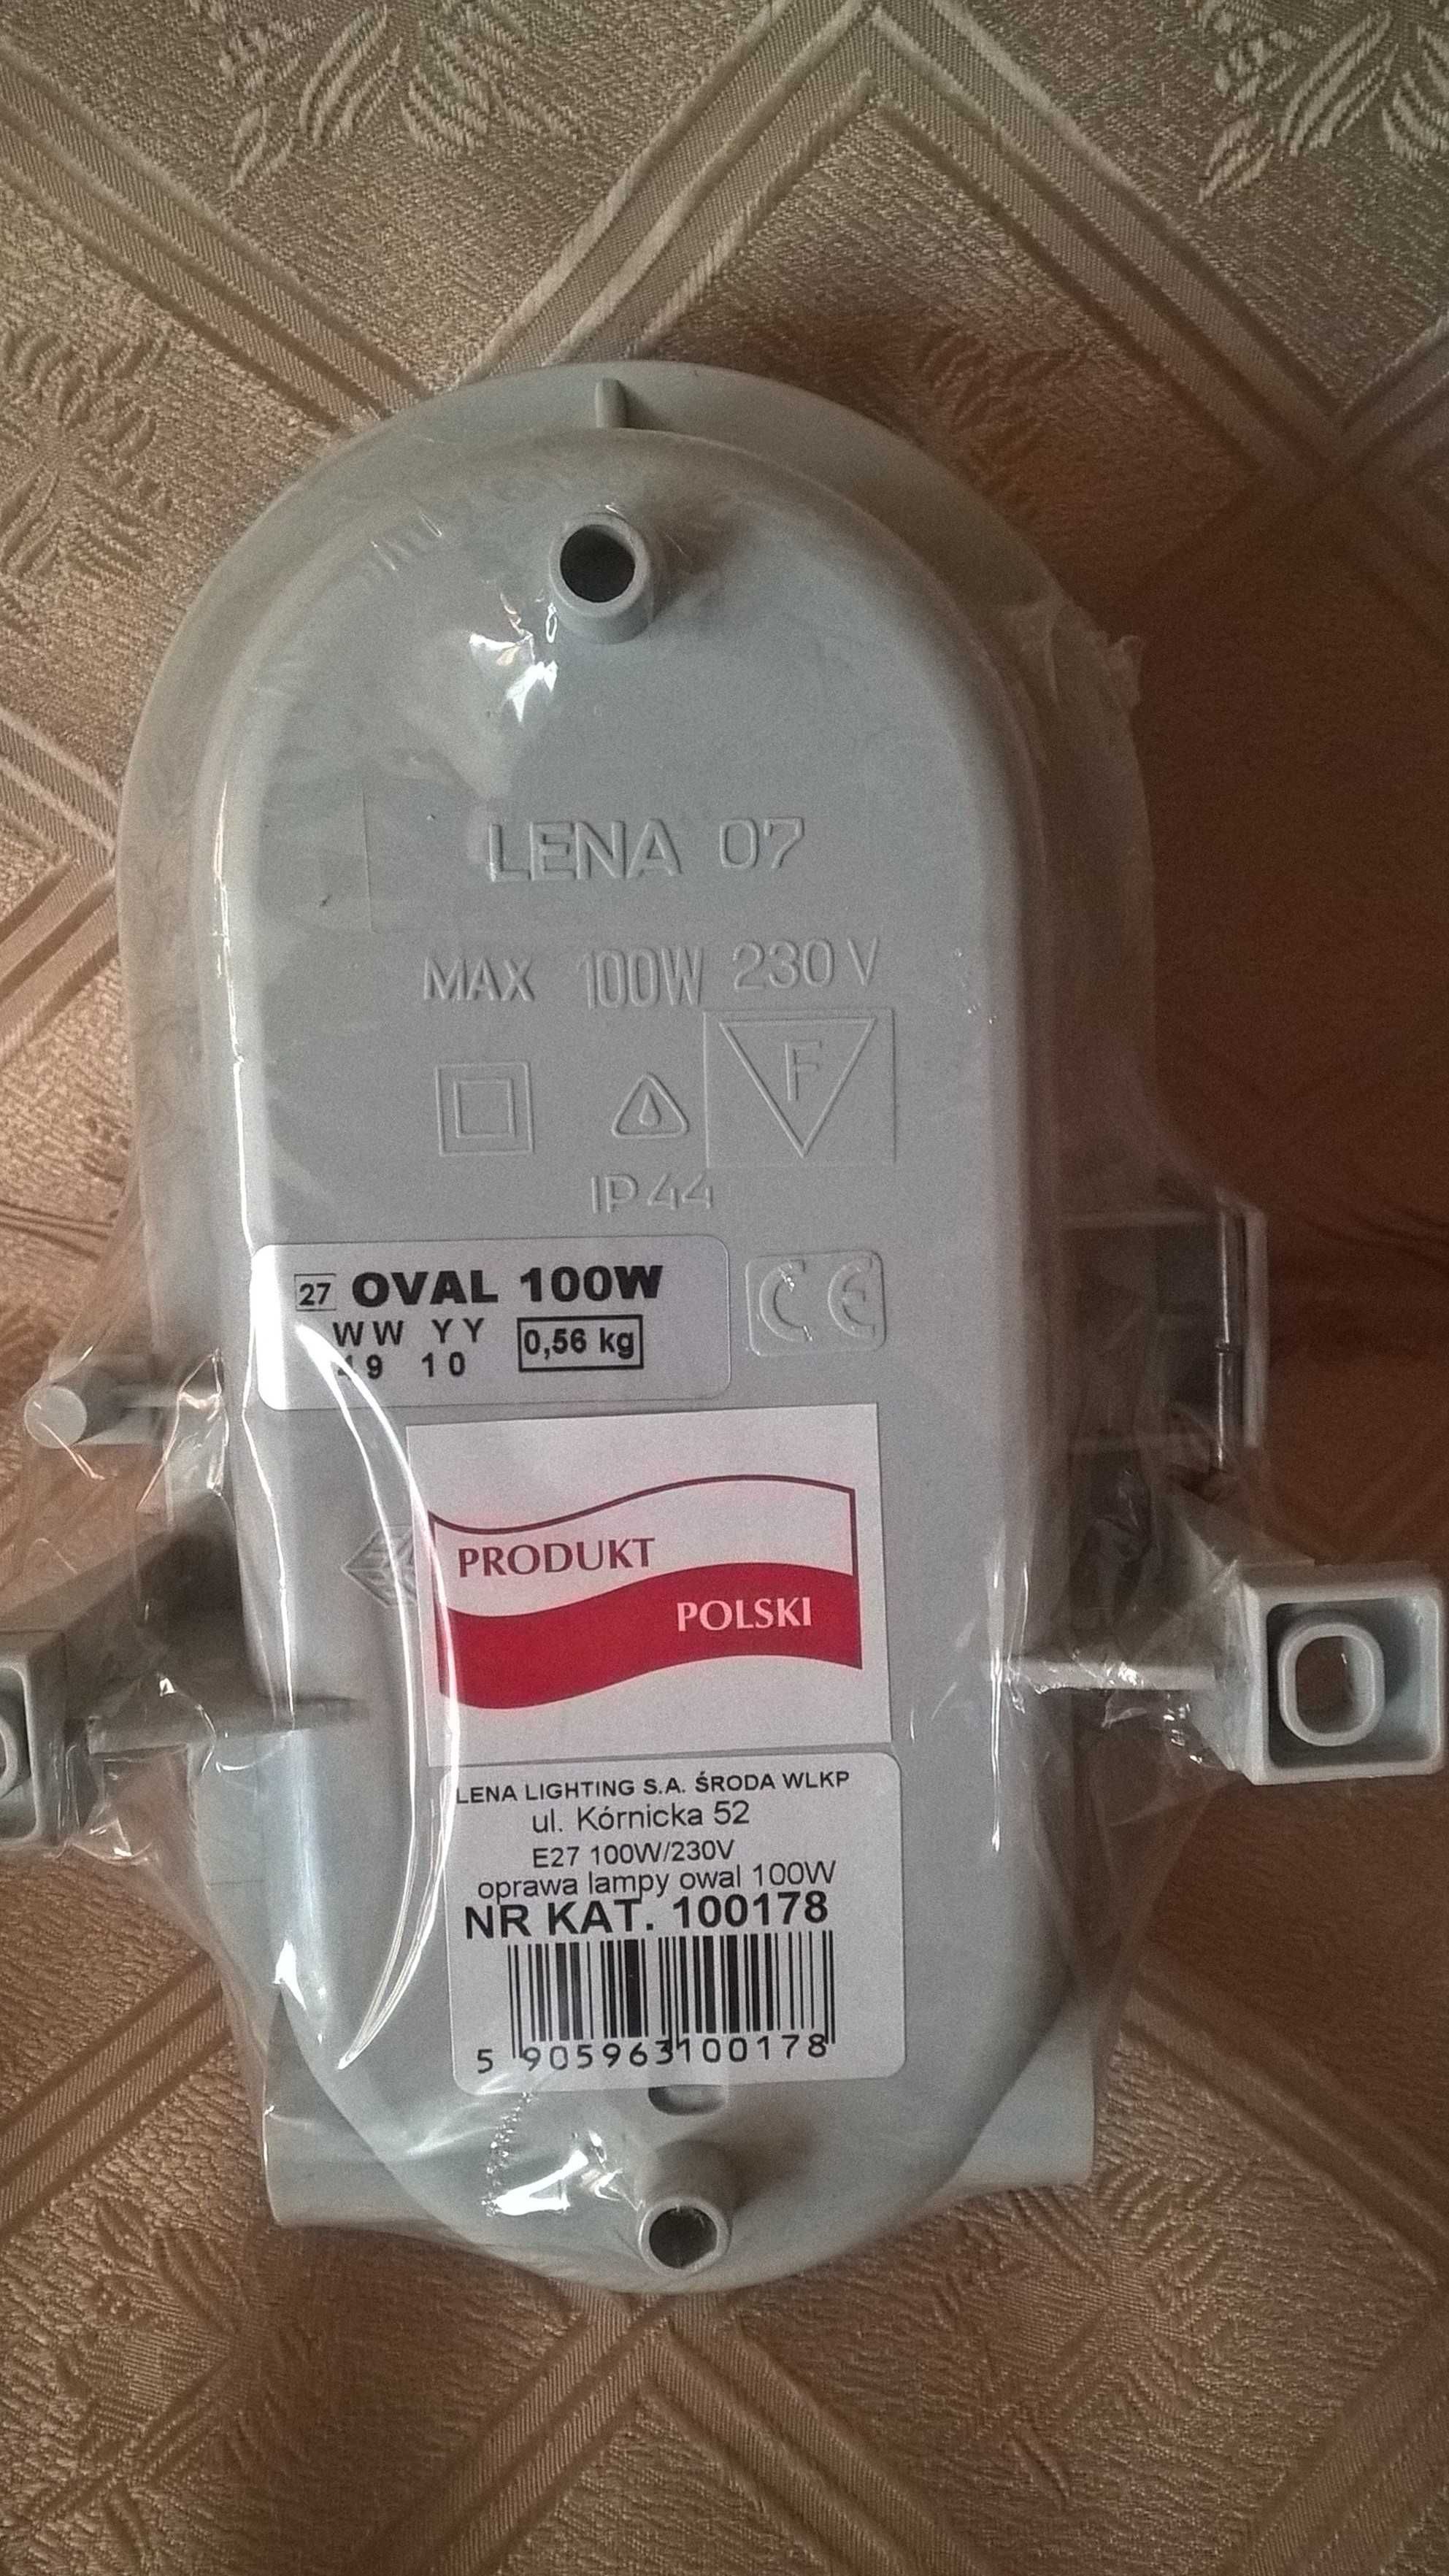 LENA 07
MAX 100W 230V
F
IP44
27 OVAL 100W
WW YY
10 0,56 kg
CE
PRODUKT
POLSKI
LENA LIGHTING S.A. ŚRODA WLKP
ul. Kórnicka 52
E27 100W/230V
oprawa lampy owal 100W
NR KAT. 100178
5 905963 100178